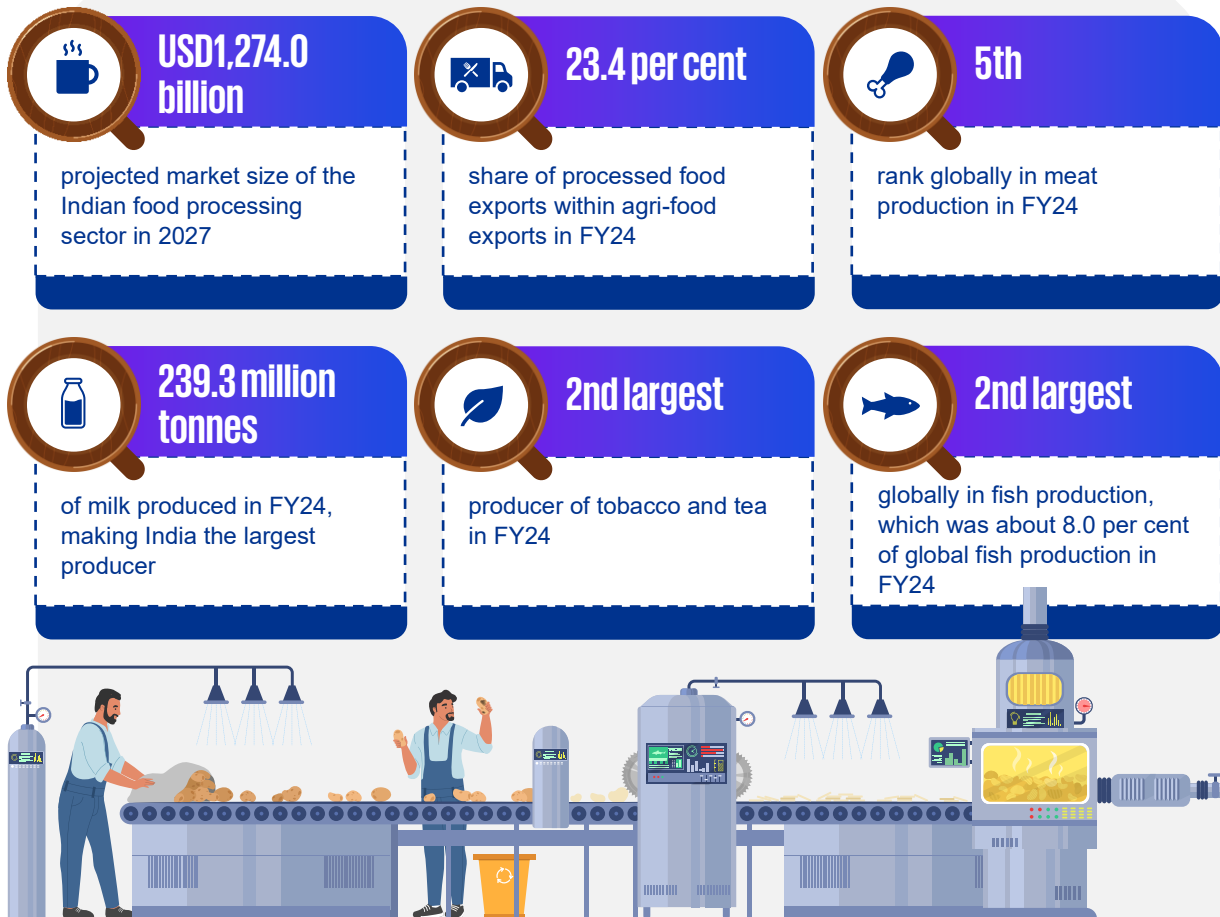 USD1,274.0
billion
projected market size of the
Indian food processing
sector in 2027
23.4 per cent
share of processed food
exports within agri-food
exports in FY24
5th
rank globally in meat
production in FY24
239.3 million
tonnes
of milk produced in FY24,
making India the largest
producer
2nd largest
producer of tobacco and tea
in FY24
2nd largest
globally in fish production,
which was about 8.0 per cent
of global fish production in
FY24